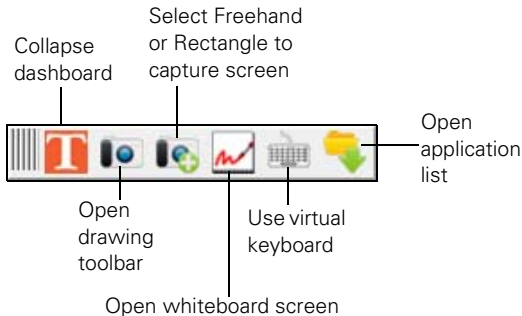 Select Freehand
or Rectangle to
capture screen
Collapse
dashboard
T
Open
application
list
Open
drawing
toolbar
Use virtual
keyboard
Open whiteboard screen